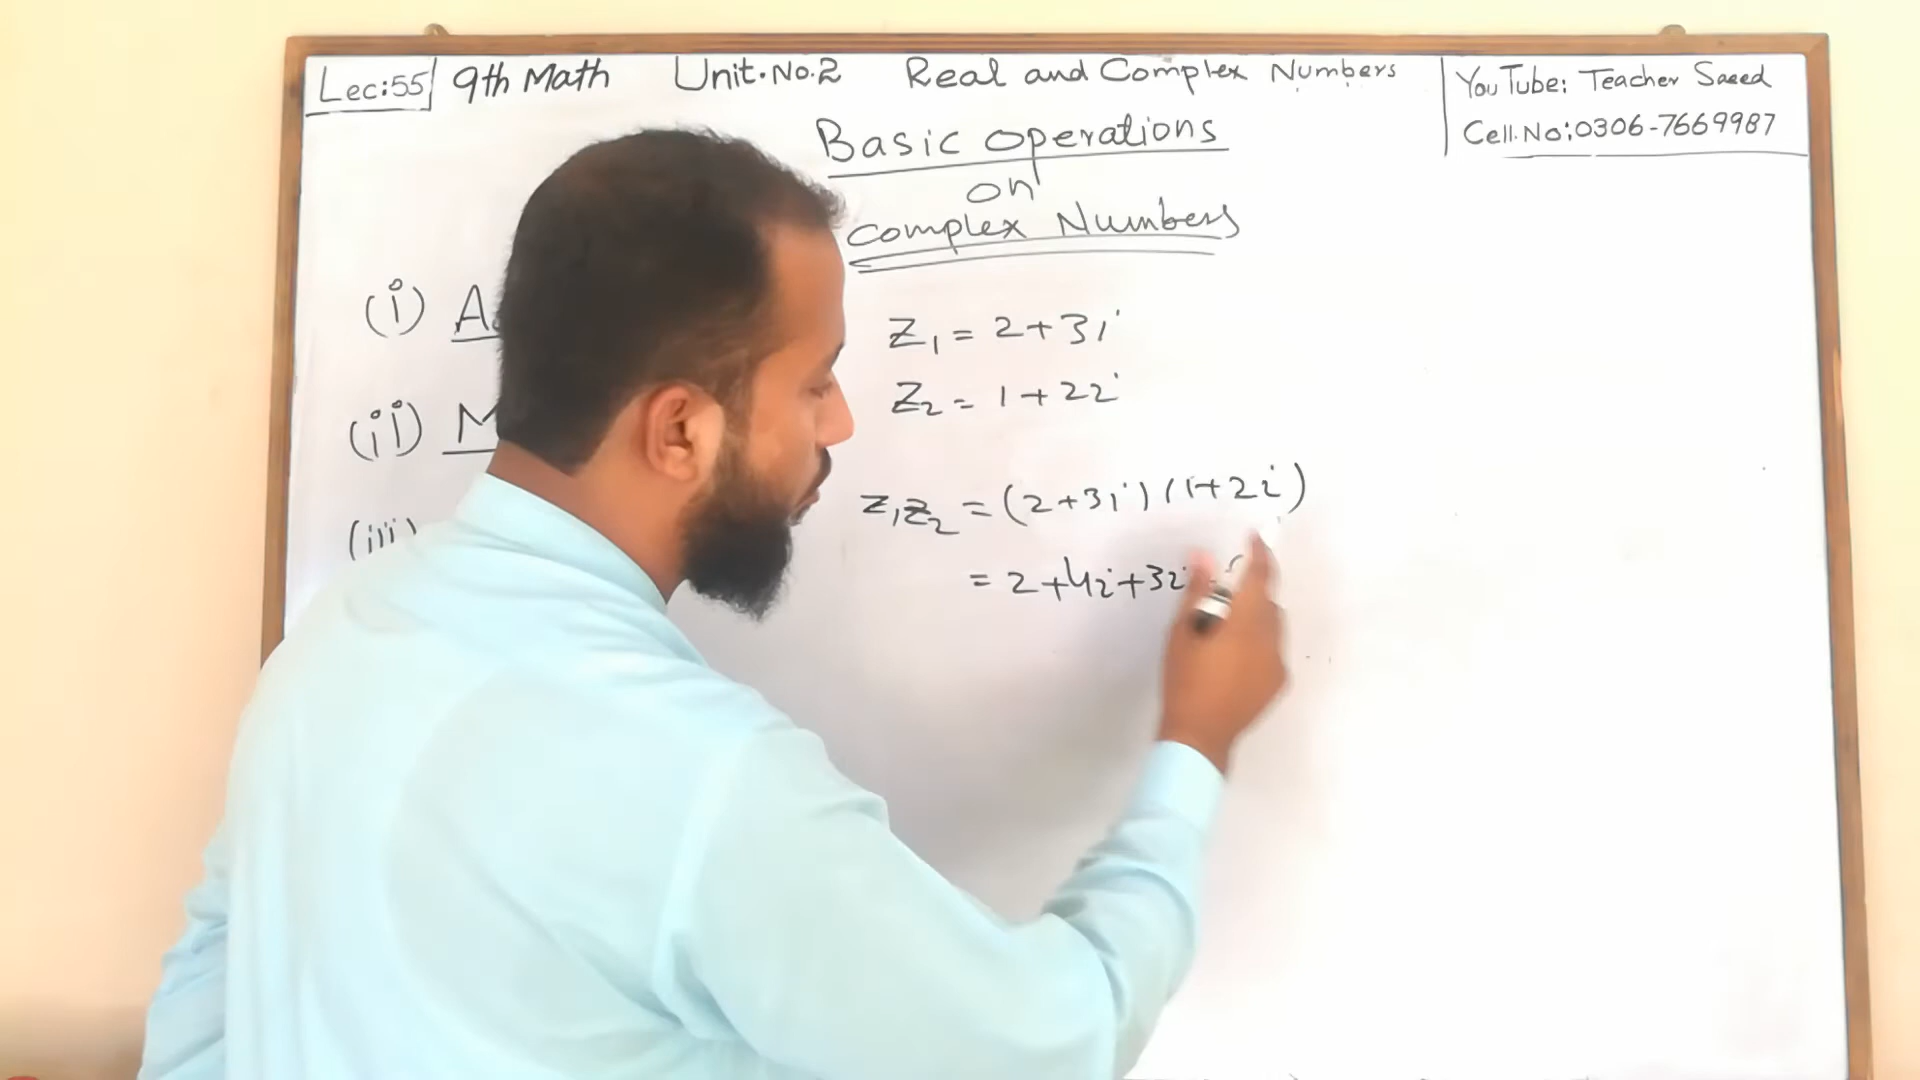 Lec:55 9th Math Unit.No.2 Real and Complex Numbers
YouTube: Teacher Saeed
Cell.No:0306-7669987
Basic Operations
on
Complex Numbers
(i)
(ii)
(iii)
Z₁ = 2+3i
Z₂ = 1+2i
Z₁Z₂ = (2+3i)(1+2i)
= 2+4i+3i